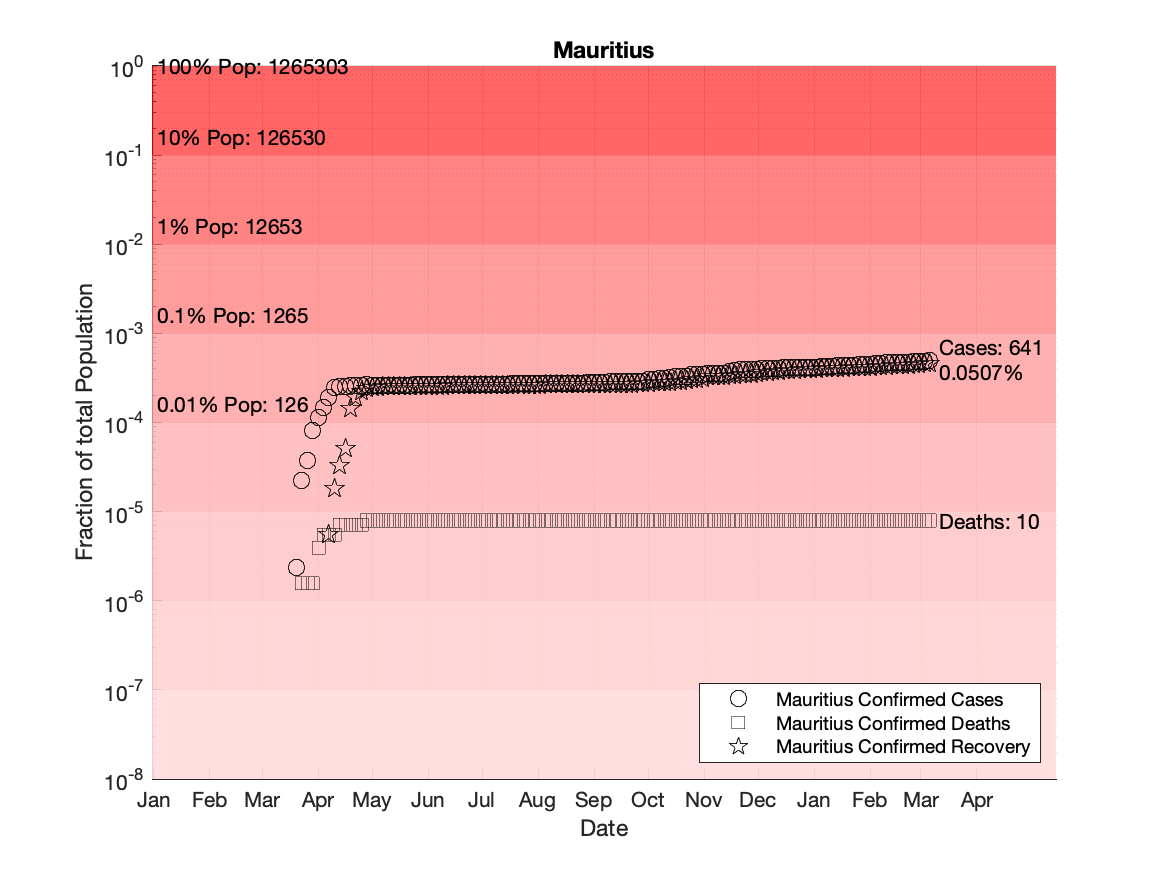 Mauritius
10^0
100% Pop: 1265303
10% Pop: 126530
10^-1
1% Pop: 12653
10^-2
0.1% Pop: 1265
10^-3
Cases: 641
0.0507%
0.01% Pop: 126
10^-4
10^-5
Deaths: 10
10^-6
10^-7
10^-8
Fraction of total Population
Mauritius Confirmed Cases
Mauritius Confirmed Deaths
Mauritius Confirmed Recovery
Jan Feb Mar Apr May Jun Jul Aug Sep Oct Nov Dec Jan Feb Mar Apr
Date